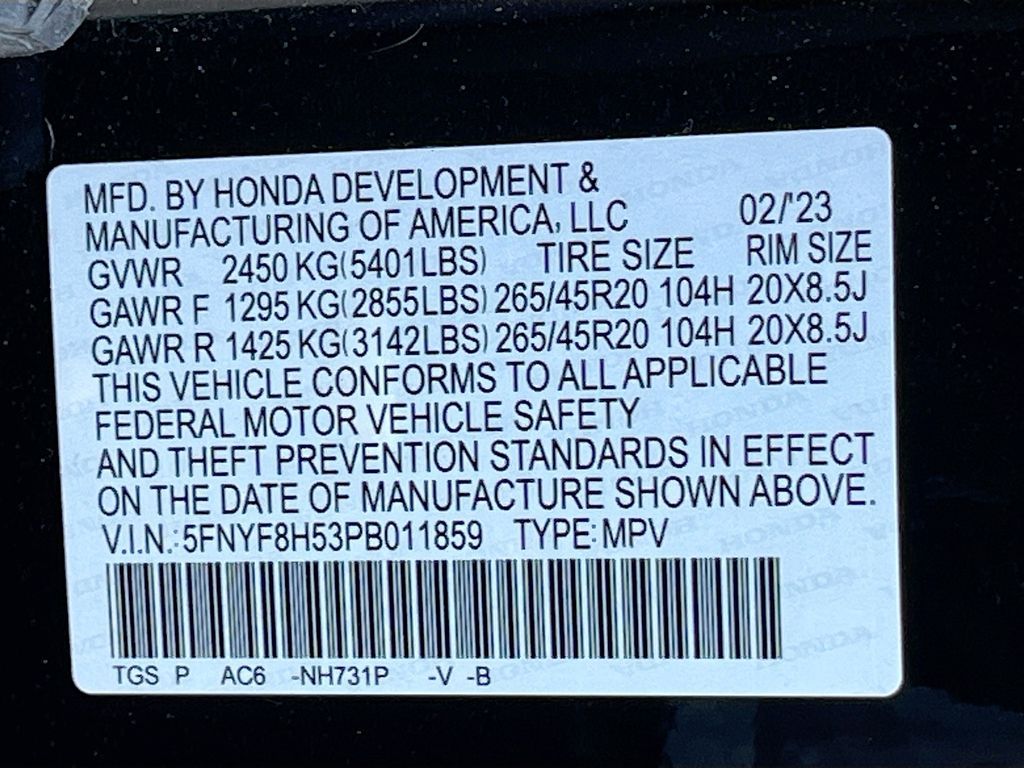 MFD. BY HONDA DEVELOPMENT &
MANUFACTURING OF AMERICA, LLC 02/'23
GVWR 2450 KG(5401LBS) TIRE SIZE RIM SIZE
GAWR F 1295 KG(2855LBS) 265/45R20 104H 20X8.5J
GAWR R 1425 KG(3142LBS) 265/45R20 104H 20X8.5J
THIS VEHICLE CONFORMS TO ALL APPLICABLE
FEDERAL MOTOR VEHICLE SAFETY
AND THEFT PREVENTION STANDARDS IN EFFECT
ON THE DATE OF MANUFACTURE SHOWN ABOVE.
V.I.N.:5FNYF8H53PB011859 TYPE:MPV
TGS P AC6 -NH731P -V -B